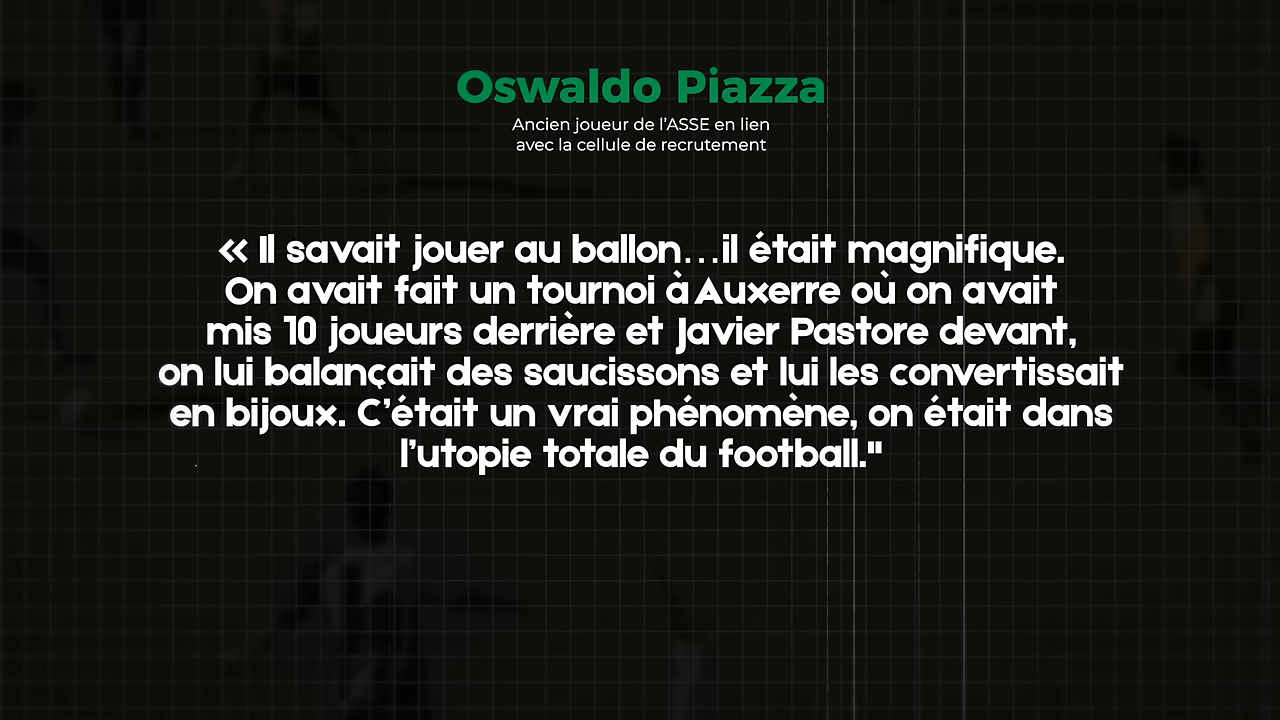 Oswaldo Piazza
Ancien joueur de l'ASSE en lien
avec la cellule de recrutement
« Il savait jouer au ballon...il était magnifique.
On avait fait un tournoi à Auxerre où on avait
mis 10 joueurs derrière et Javier Pastore devant,
on lui balançait des saucissons et lui les convertissait
en bijoux. C'était un vrai phénomène, on était dans
l'utopie totale du football."